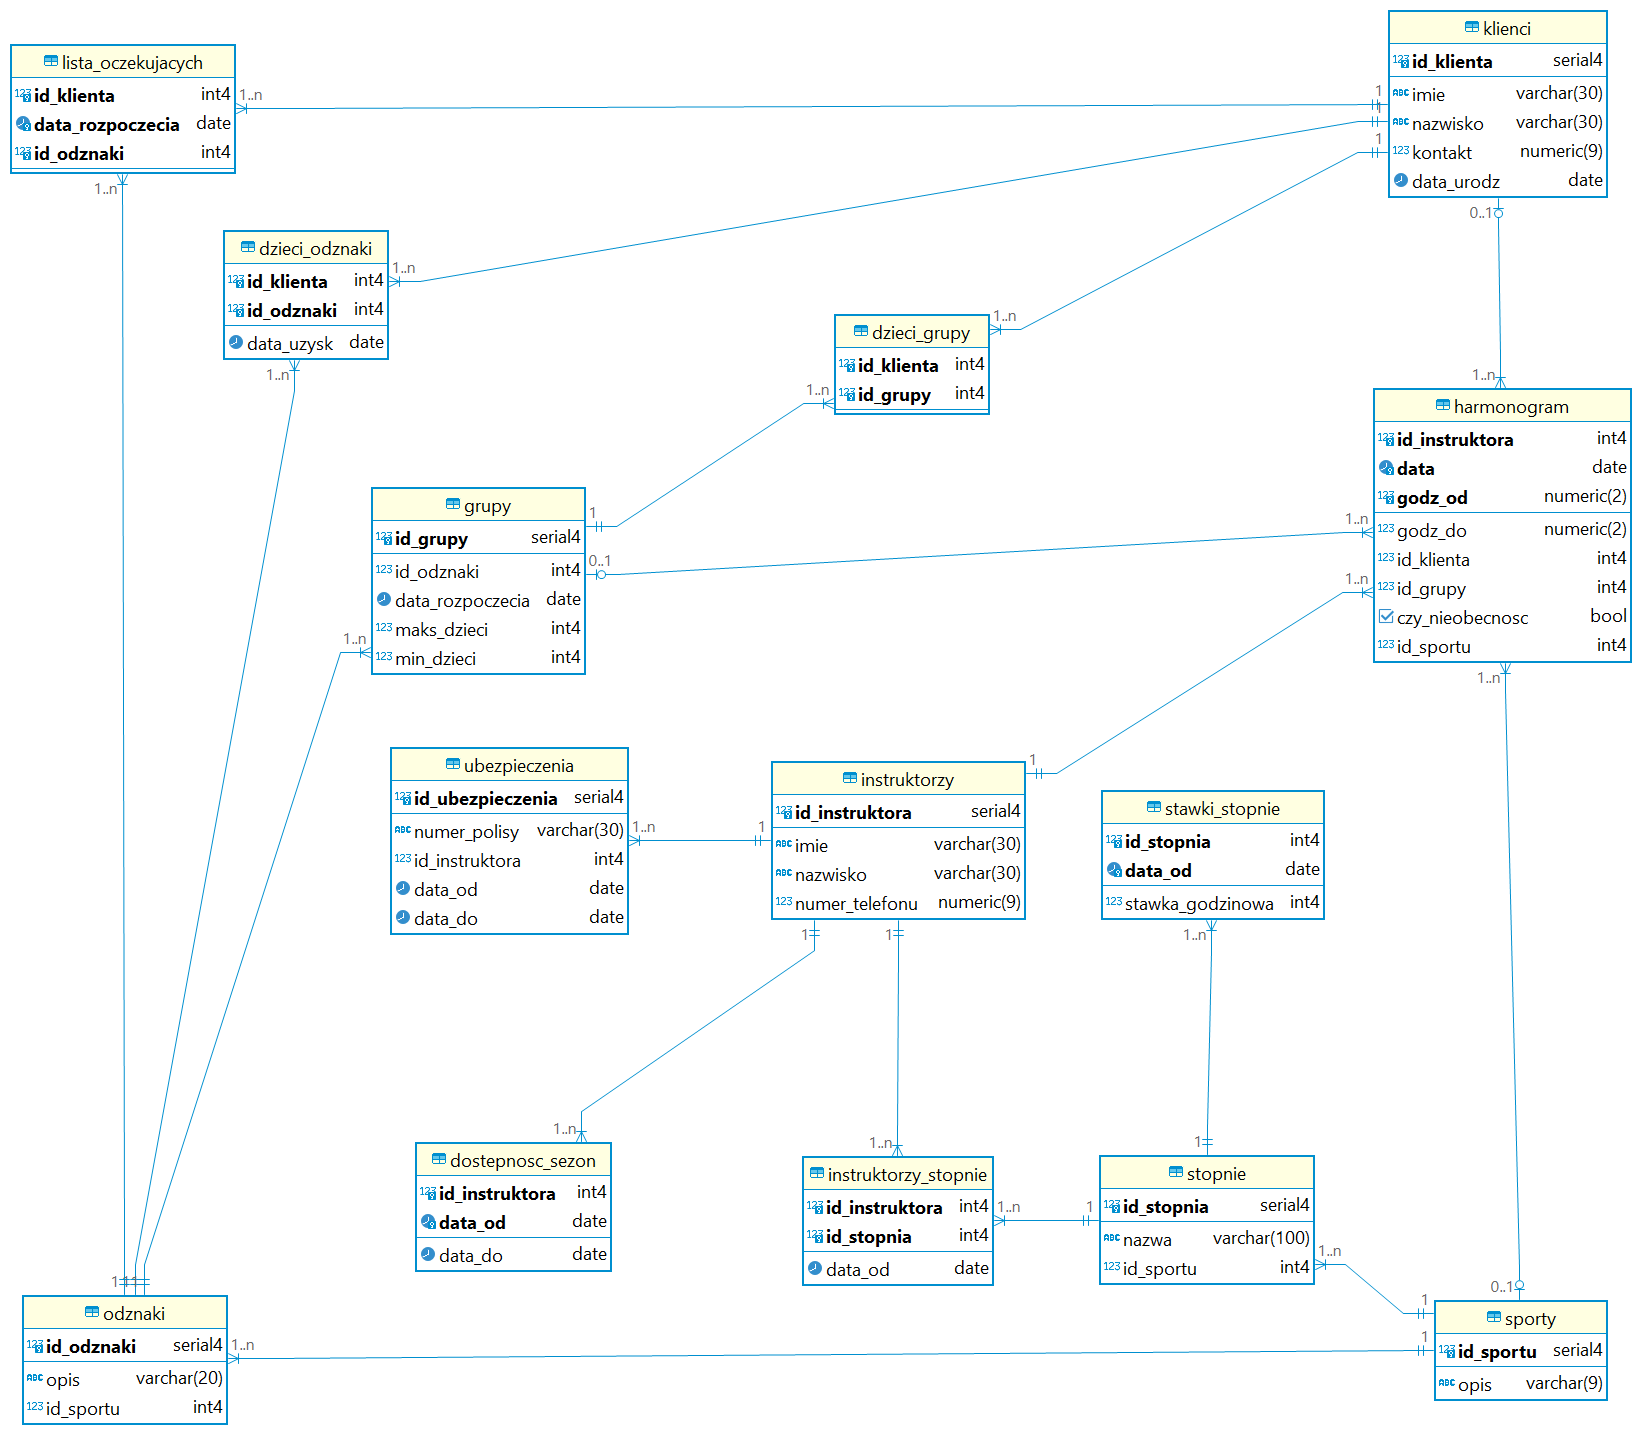 klienci
id_klienta serial4
imie varchar(30)
nazwisko varchar(30)
kontakt numeric(9)
data_urodz date
lista_oczekujacych
id_klienta int4
data_rozpoczecia date
id_odznaki int4
1..n
1
1
1..n
0..1
dzieci_odznaki
id_klienta int4
id_odznaki int4
data_uzysk date
1..n
1..n
dzieci_grupy
id_klienta int4
id_grupy int4
1..n
1..n
1..n
harmonogram
id_instruktora int4
data date
godz_od numeric(2)
godz_do numeric(2)
id_klienta int4
id_grupy int4
czy_nieobecnosc bool
id_sportu int4
1..n
1..n
1..n
grupy
id_grupy serial4
id_odznaki int4
data_rozpoczecia date
maks_dzieci int4
min_dzieci int4
1
0..1
1..n
ubezpieczenia
id_ubezpieczenia serial4
numer_polisy varchar(30)
id_instruktora int4
data_od date
data_do date
1..n
1
instruktorzy
id_instruktora serial4
imie varchar(30)
nazwisko varchar(30)
numer_telefonu numeric(9)
1
1
1
stawki_stopnie
id_stopnia int4
data_od date
stawka_godzinowa int4
1..n
1..n
dostepnosc_sezon
id_instruktora int4
data_od date
data_do date
1..n
instruktorzy_stopnie
id_instruktora int4
id_stopnia int4
data_od date
1..n
1
1
stopnie
id_stopnia serial4
nazwa varchar(100)
id_sportu int4
1..n
1
0..1
1 1 1
odznaki
id_odznaki serial4
opis varchar(20)
id_sportu int4
1..n
1
sporty
id_sportu serial4
opis varchar(9)